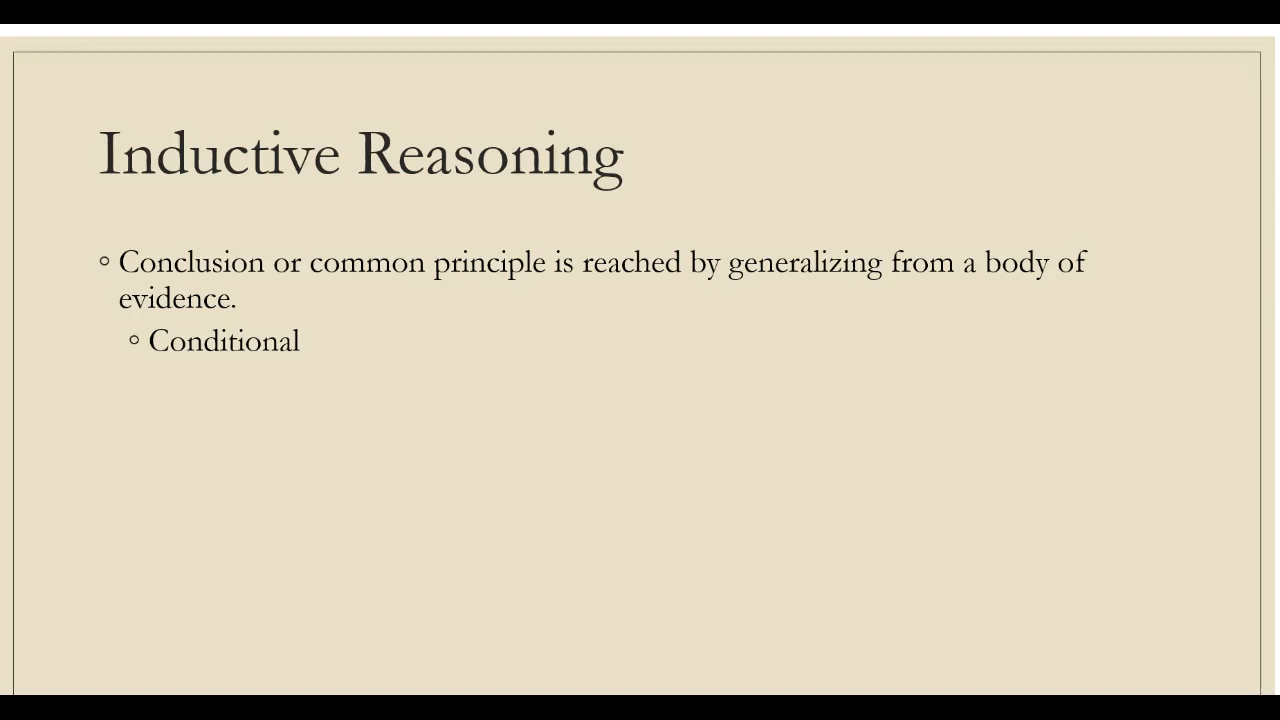 Inductive Reasoning
◦ Conclusion or common principle is reached by generalizing from a body of
evidence.
◦ Conditional